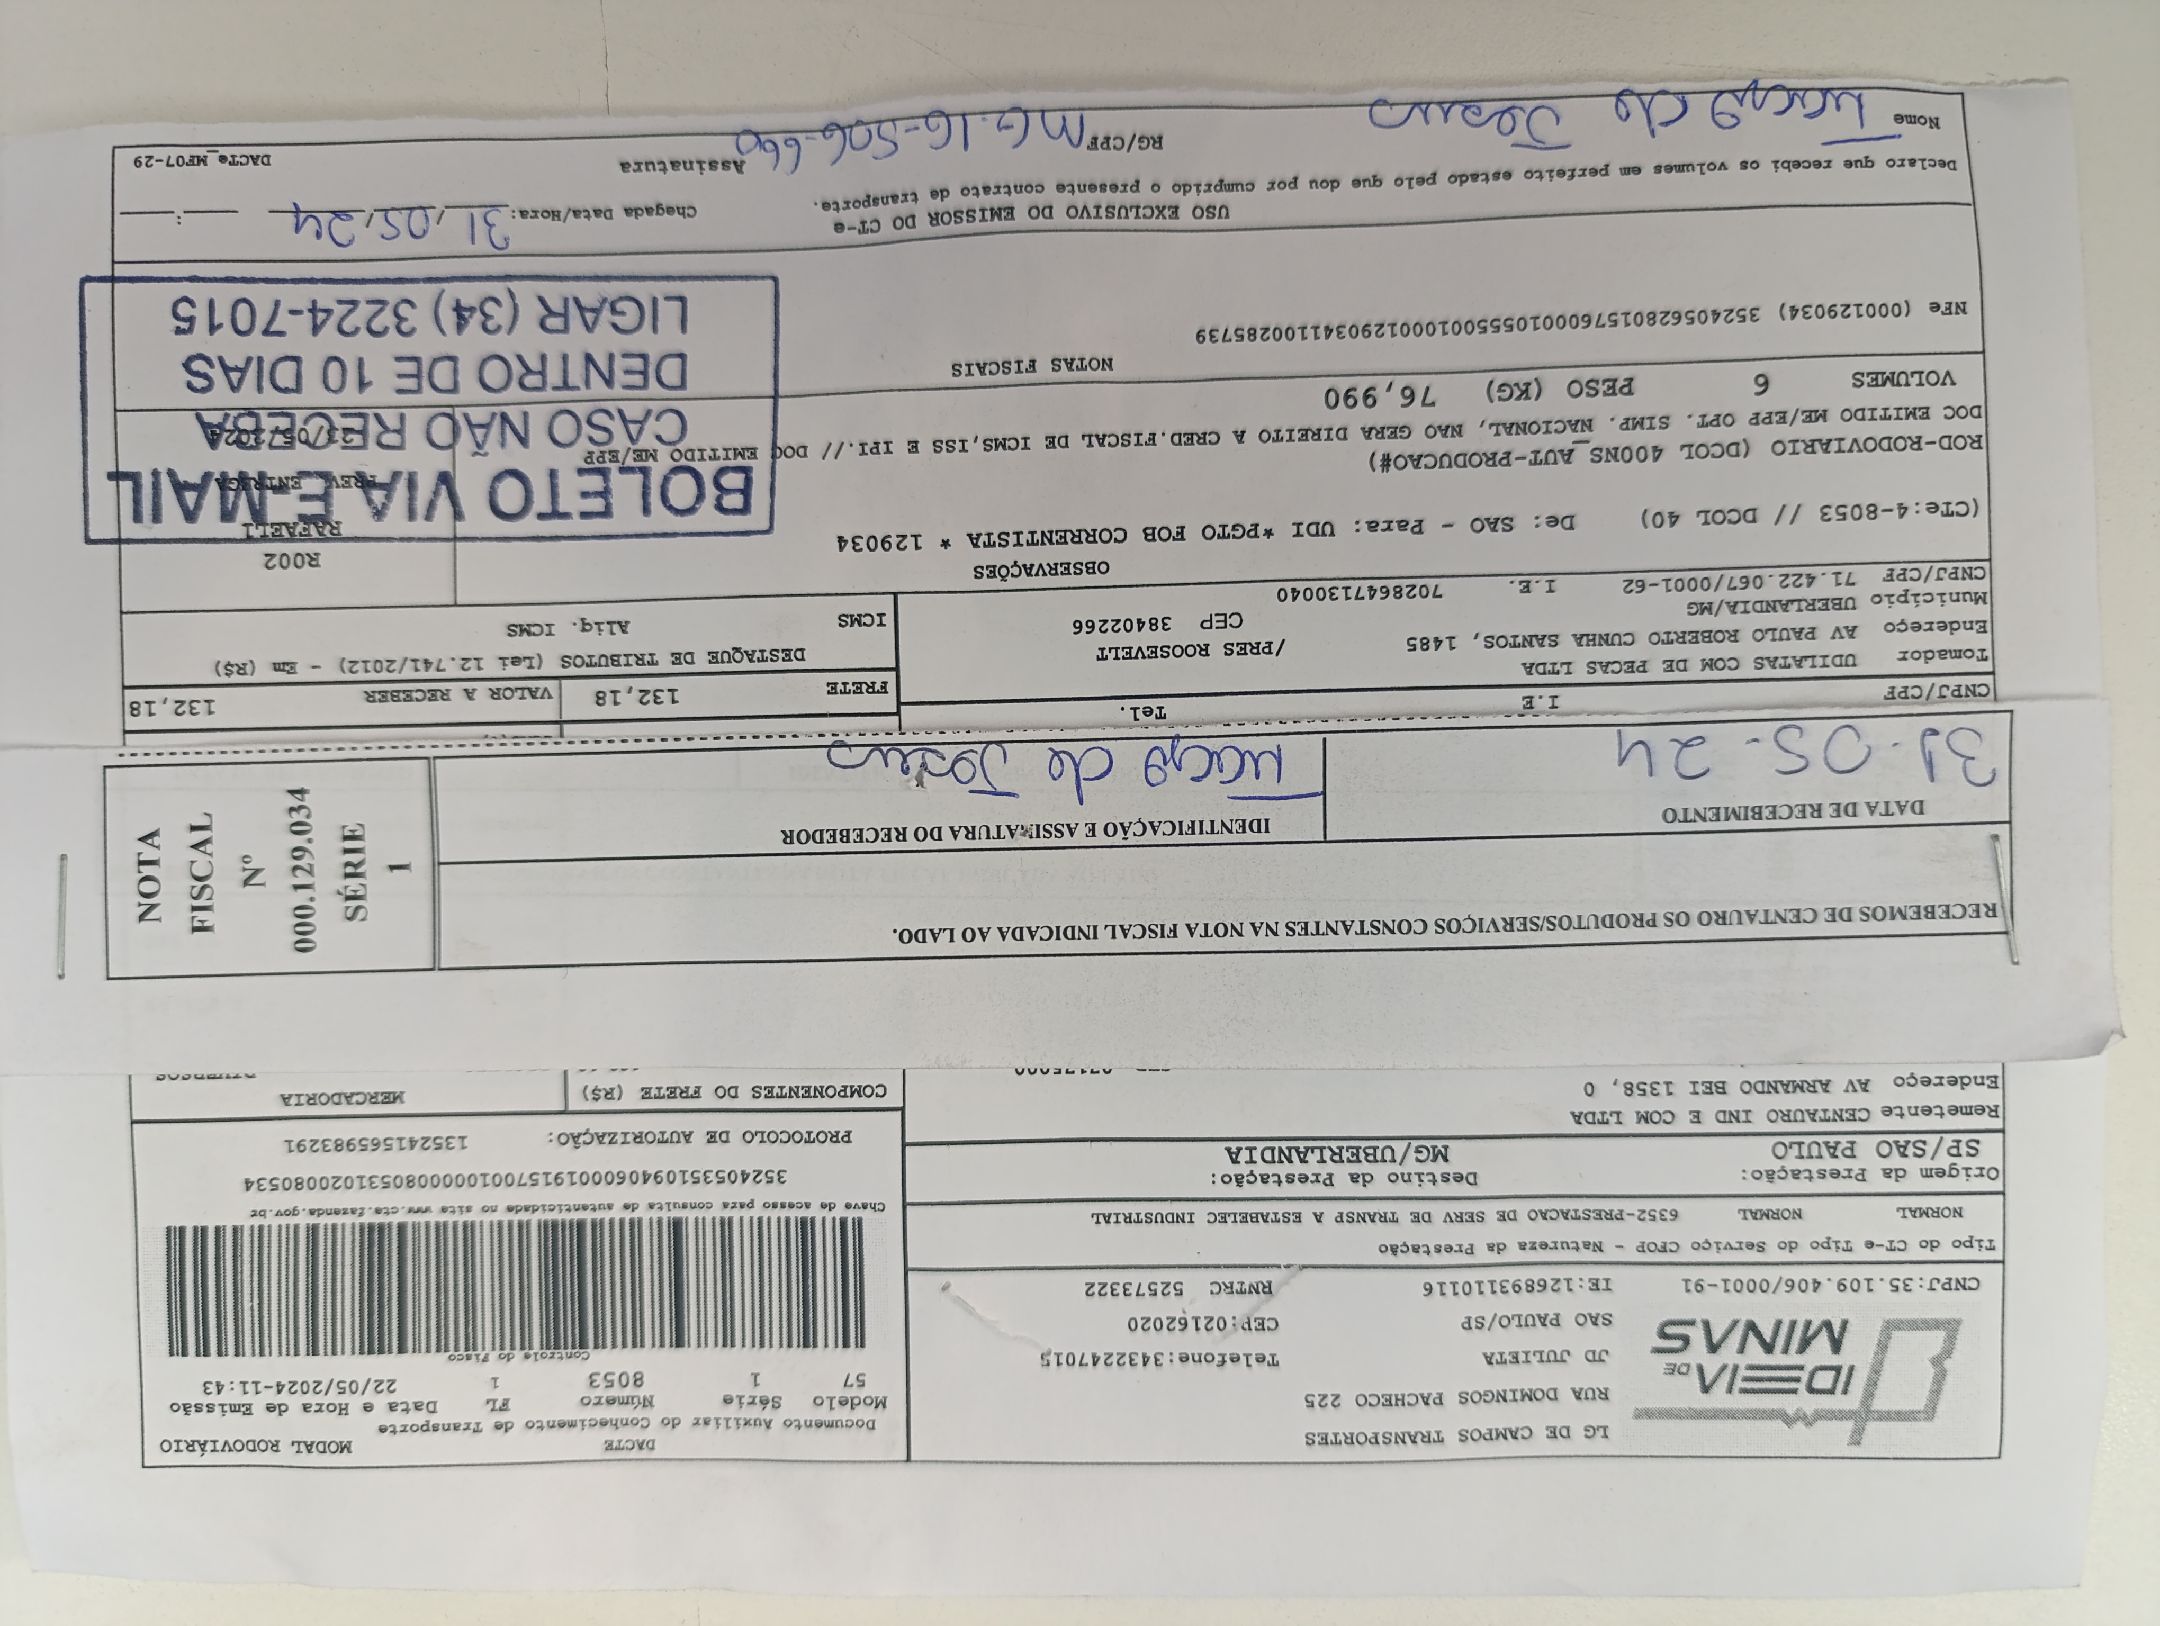 IDEIA DE MINAS
LG DE CAMPOS TRANSPORTES
RUA DOMINGOS PACHECO 225
JD JULIETA Telefone:3432247015
SAO PAULO/SP CEP:02162020
CNPJ:35.109.406/0001-91 IE:126893110116 RNTRC 52573322
DACTE MODAL RODOVIÁRIO
Documento Auxiliar do Conhecimento de Transporte
Modelo Série Número FL Data e Hora de Emissão
57 1 8053 1 22/05/2024-11:43
Controle do Fisco
Chave de acesso para consulta de autenticidade no site www.cte.fazenda.gov.br
35240535109406000191570010000080531020080534
PROTOCOLO DE AUTORIZAÇÃO: 135241565983291
Tipo do CT-e Tipo do Serviço CFOP - Natureza da Prestação
NORMAL NORMAL 6352-PRESTACAO DE SERV DE TRANSP A ESTABELEC INDUSTRIAL
Origem da Prestação: Destino da Prestação:
SP/SAO PAULO MG/UBERLANDIA
Remetente CENTAURO IND E COM LTDA
Endereço AV ARMANDO BEI 1358, 0
COMPONENTES DO FRETE (R$) MERCADORIA
DIVERSOS
RECEBEMOS DE CENTAURO OS PRODUTOS/SERVIÇOS CONSTANTES NA NOTA FISCAL INDICADA AO LADO.
DATA DE RECEBIMENTO
31-05-24
IDENTIFICAÇÃO E ASSINATURA DO RECEBEDOR
de Jesus
NOTA
FISCAL
Nº
000.129.034
SÉRIE
1
CNPJ/CPF I.E Tel.
Tomador UDILATAS COM DE PECAS LTDA
Endereço AV PAULO ROBERTO CUNHA SANTOS, 1485 /PRES ROOSEVELT
Município UBERLANDIA/MG CEP 38402266
CNPJ/CPF 71.422.067/0001-62 I.E. 7028647130040
FRETE 132,18 VALOR A RECEBER 132,18
DESTAQUE DE TRIBUTOS (Lei 12.741/2012) - Em (R$)
ICMS Aliq. ICMS
OBSERVAÇÕES
(CTe:4-8053 // DCOL 40) De: SAO - Para: UDI *PGTO FOB CORRENTISTA * 129034
ROD-RODOVIARIO (DCOL 400NS_AUT-PRODUCAO#)
DOC EMITIDO ME/EPP OPT. SIMP. NACIONAL, NAO GERA DIREITO A CRED.FISCAL DE ICMS,ISS E IPI.// DOC EMITIDO ME/EPP
R002
RAFAELI
PREV. ENTREGA
VOLUMES 6 PESO (KG) 76,990
NOTAS FISCAIS
NFe (000129034) 35240562801576000105550010001290341100285739
BOLETO VIA E-MAIL
CASO NÃO RECEBA
DENTRO DE 10 DIAS
LIGAR (34) 3224-7015
USO EXCLUSIVO DO EMISSOR DO CT-e
Chegada Data/Hora: 31/05/24 __:__
Declaro que recebi os volumes em perfeito estado pelo que dou por cumprido o presente contrato de transporte.
Nome de Jesus RG/CPF MG.16-506-660 Assinatura DACTe_MF07-29